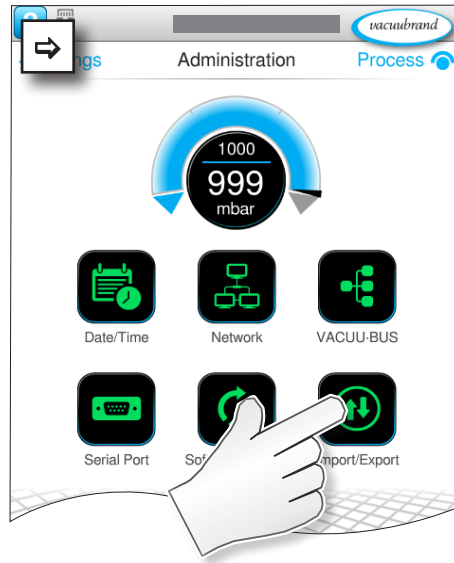 vacuubrand
ngs
Administration
Process
1000
999
mbar
Date/Time
Network
VACUU·BUS
Serial Port
Sof
mport/Export